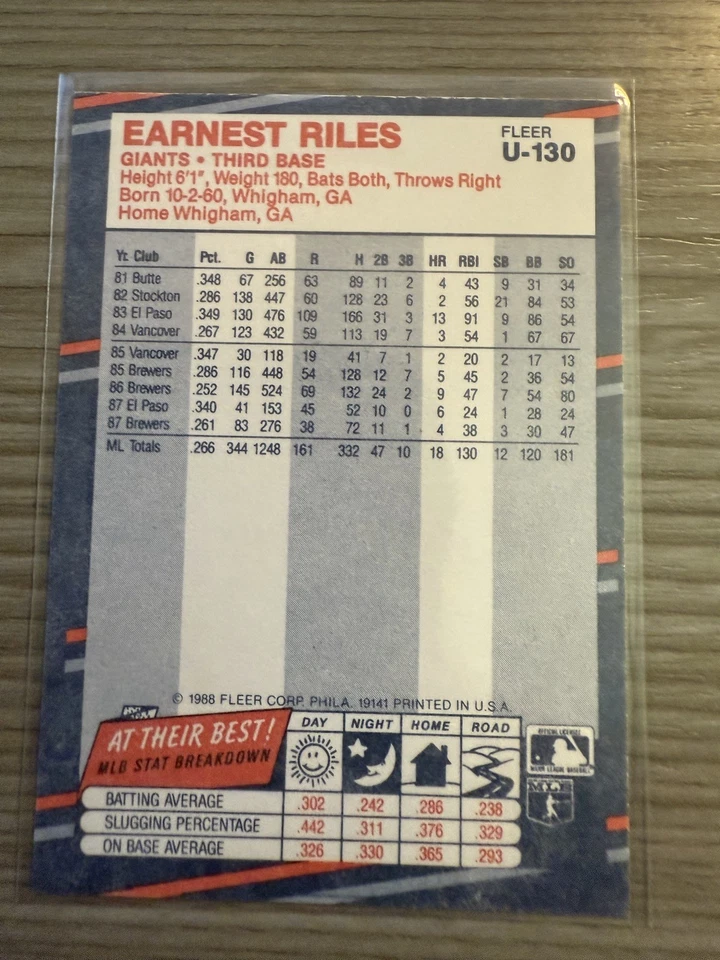 EARNEST RILES
FLEER
U-130
GIANTS • THIRD BASE
Height 6'1", Weight 180, Bats Both, Throws Right
Born 10-2-60, Whigham, GA
Home Whigham, GA
Yr. Club Pct. G AB R H 2B 3B HR RBI SB BB SO
81 Butte .348 67 256 63 89 11 2 4 43 9 31 34
82 Stockton .286 138 447 60 128 23 6 2 56 21 84 53
83 El Paso .349 130 476 109 166 31 3 13 91 9 86 54
84 Vancover .267 123 432 59 113 19 7 3 54 1 67 67
85 Vancover .347 30 118 19 41 7 1 2 20 2 17 13
85 Brewers .286 116 448 54 128 12 7 5 45 2 36 54
86 Brewers .252 145 524 69 132 24 2 9 47 7 54 80
87 El Paso .340 41 153 45 52 10 0 6 24 1 28 24
87 Brewers .261 83 276 38 72 11 1 4 38 3 30 47
ML Totals .266 344 1248 161 332 47 10 18 130 12 120 181
© 1988 FLEER CORP. PHILA. 19141 PRINTED IN U.S.A.
AT THEIR BEST!
MLB STAT BREAKDOWN
DAY NIGHT HOME ROAD
BATTING AVERAGE .302 .242 .286 .238
SLUGGING PERCENTAGE .442 .311 .376 .329
ON BASE AVERAGE .326 .330 .365 .293
OFFICIAL LICENSEE
MAJOR LEAGUE BASEBALL